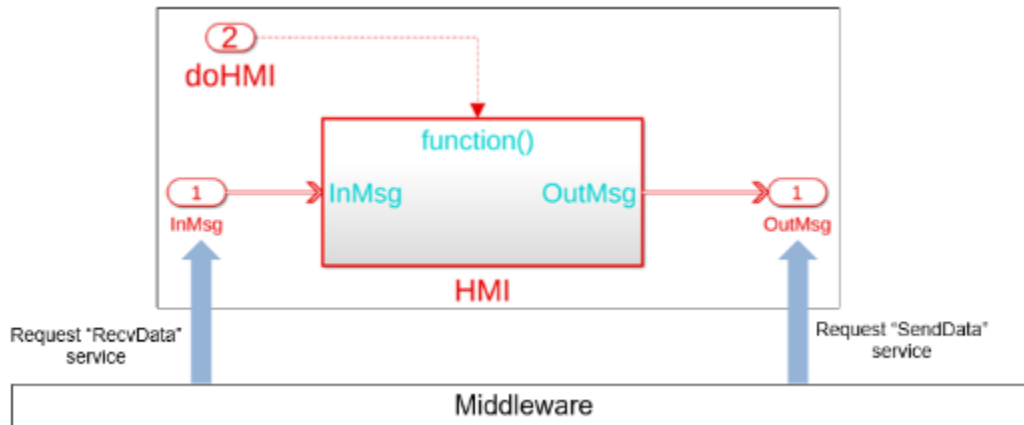 2
doHMI
function()
1
InMsg
InMsg
OutMsg
1
OutMsg
HMI
Request “RecvData”
service
Request “SendData”
service
Middleware